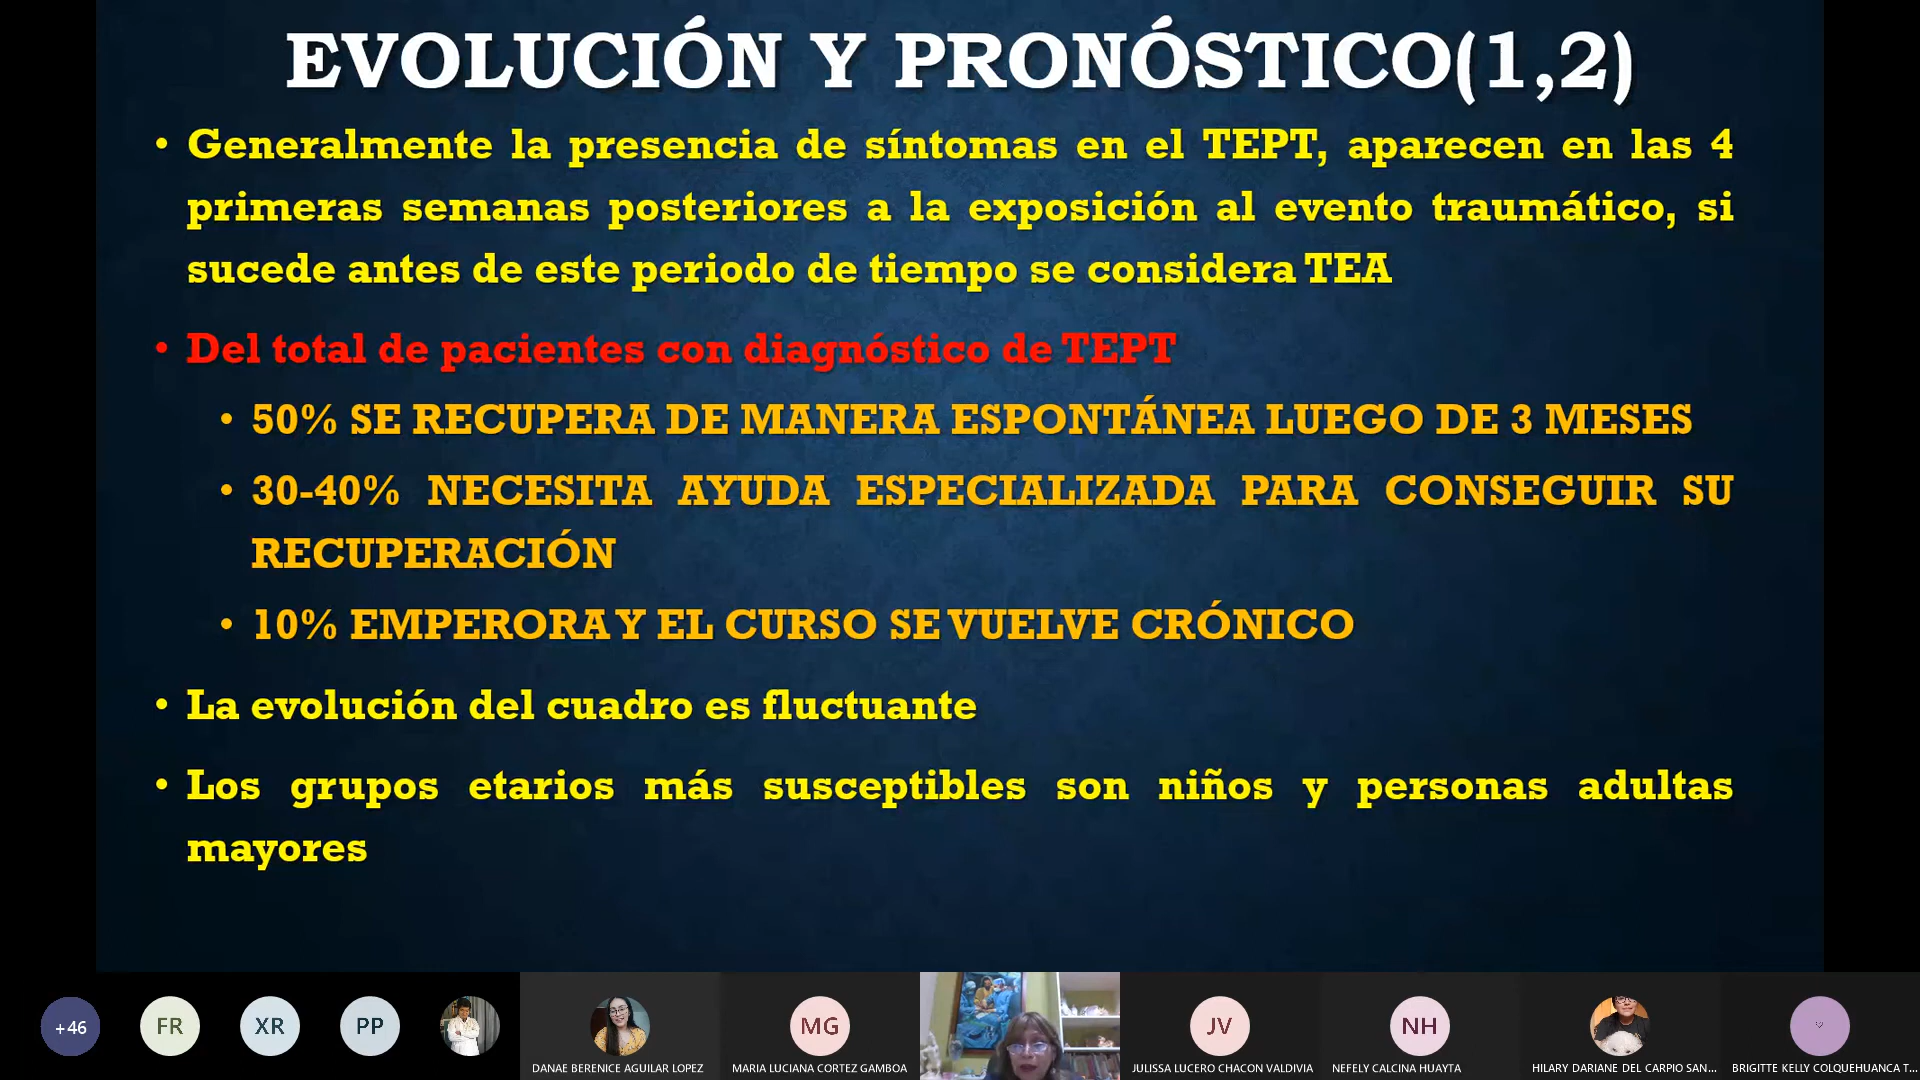 EVOLUCIÓN Y PRONÓSTICO(1,2)
• Generalmente la presencia de síntomas en el TEPT, aparecen en las 4
primeras semanas posteriores a la exposición al evento traumático, si
sucede antes de este periodo de tiempo se considera TEA
• Del total de pacientes con diagnóstico de TEPT
• 50% SE RECUPERA DE MANERA ESPONTÁNEA LUEGO DE 3 MESES
• 30-40% NECESITA AYUDA ESPECIALIZADA PARA CONSEGUIR SU
RECUPERACIÓN
• 10% EMPERORA Y EL CURSO SE VUELVE CRÓNICO
• La evolución del cuadro es fluctuante
• Los grupos etarios más susceptibles son niños y personas adultas
mayores
+46 FR XR PP MG JV NH
DANAE BERENICE AGUILAR LOPEZ MARIA LUCIANA CORTEZ GAMBOA JULISSA LUCERO CHACON VALDIVIA NEFELY CALCINA HUAYTA HILARY DARIANE DEL CARPIO SAN... BRIGITTE KELLY COLQUEHUANCA T...